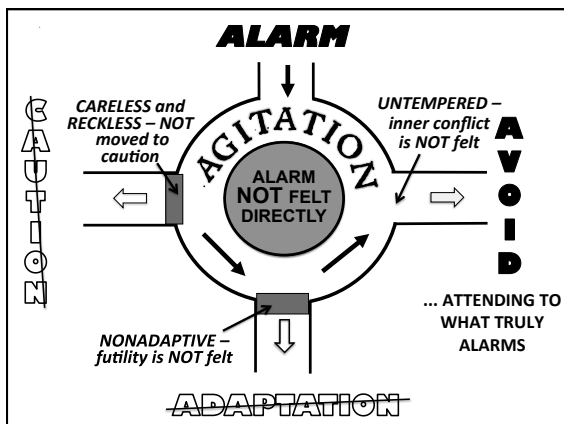 ALARM
CARELESS and
RECKLESS – NOT
moved to
caution
UNTEMPERED –
inner conflict
is NOT felt
AGITATION
CAUTION
ALARM
NOT FELT
DIRECTLY
AVOID
... ATTENDING TO
WHAT TRULY
ALARMS
NONADAPTIVE –
futility is NOT felt
ADAPTATION